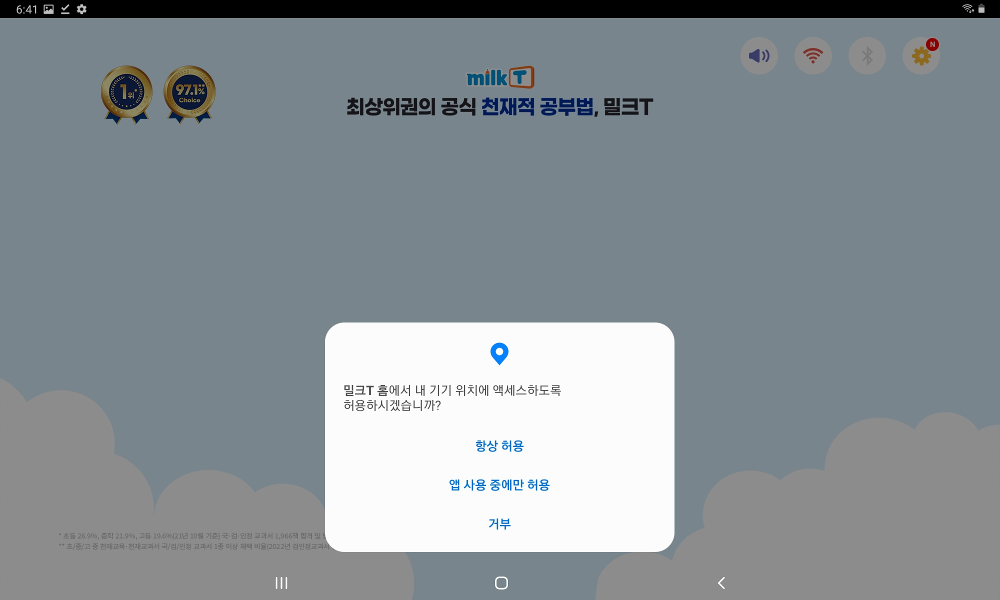 6:41
N
1위*
97.1%**
Choice
milk T
최상위권의 공식 천재적 공부법, 밀크T
밀크T 홈에서 내 기기 위치에 액세스하도록
허용하시겠습니까?
항상 허용
앱 사용 중에만 허용
거부
* 초등 26.9%, 중학 21.9%, 고등 19.6%(21년 10월 기준) 국·검·인정 교과서 1,966책 합격 및
** 초/중/고 중 천재교육·천재교과서 국/검/인정 교과서 1종 이상 채택 비율(2022년 검인정교과서